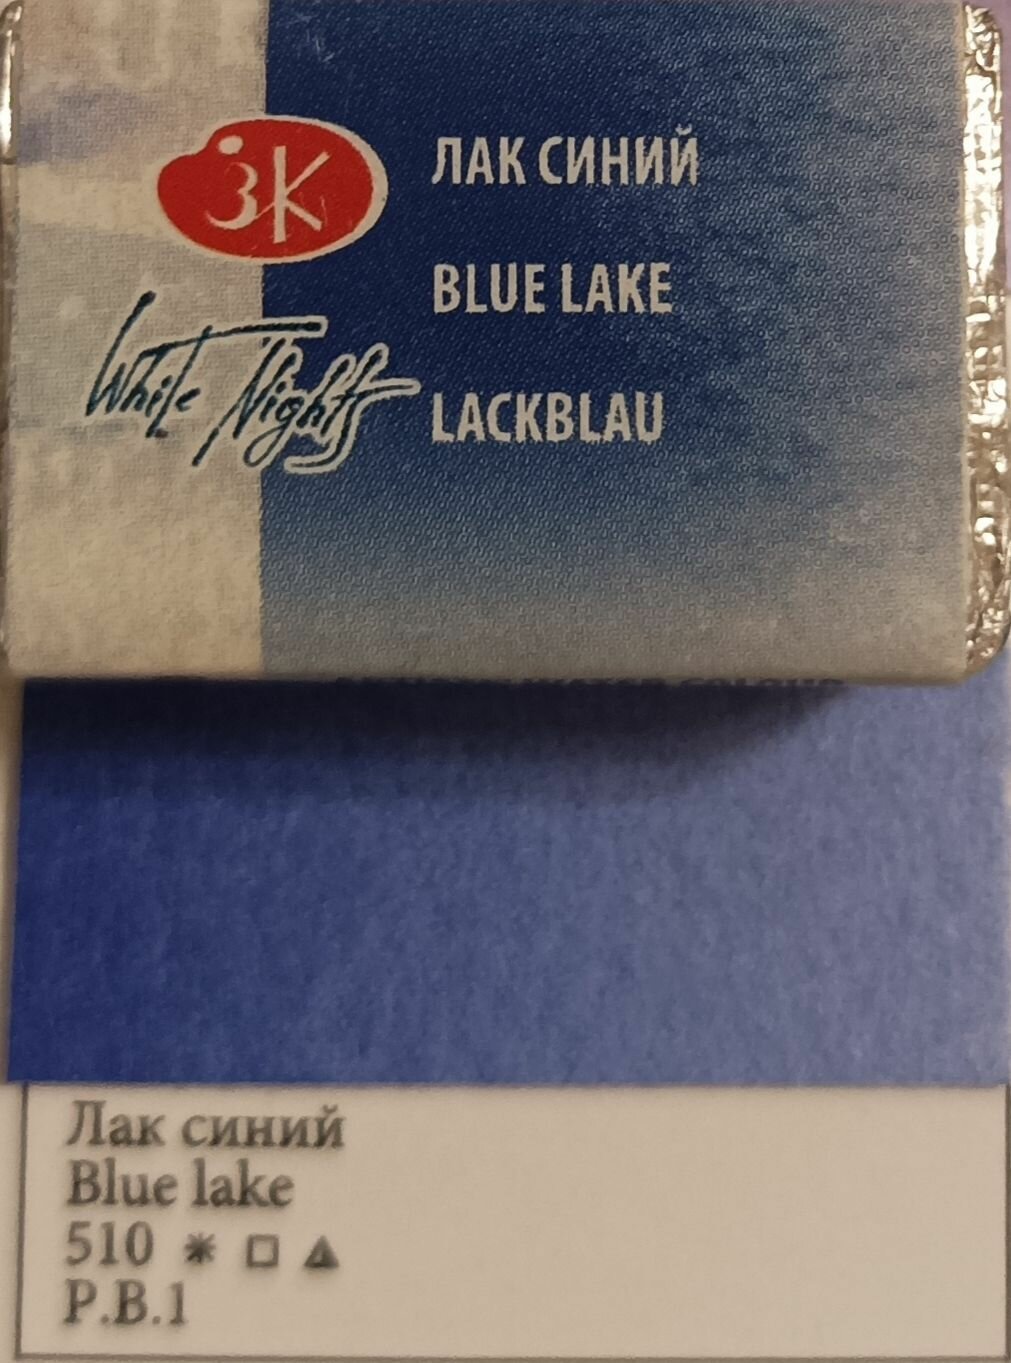 ЗК
ЛАК СИНИЙ
BLUE LAKE
White Nights
LACKBLAU
Лак синий
Blue lake
510
P.B.1